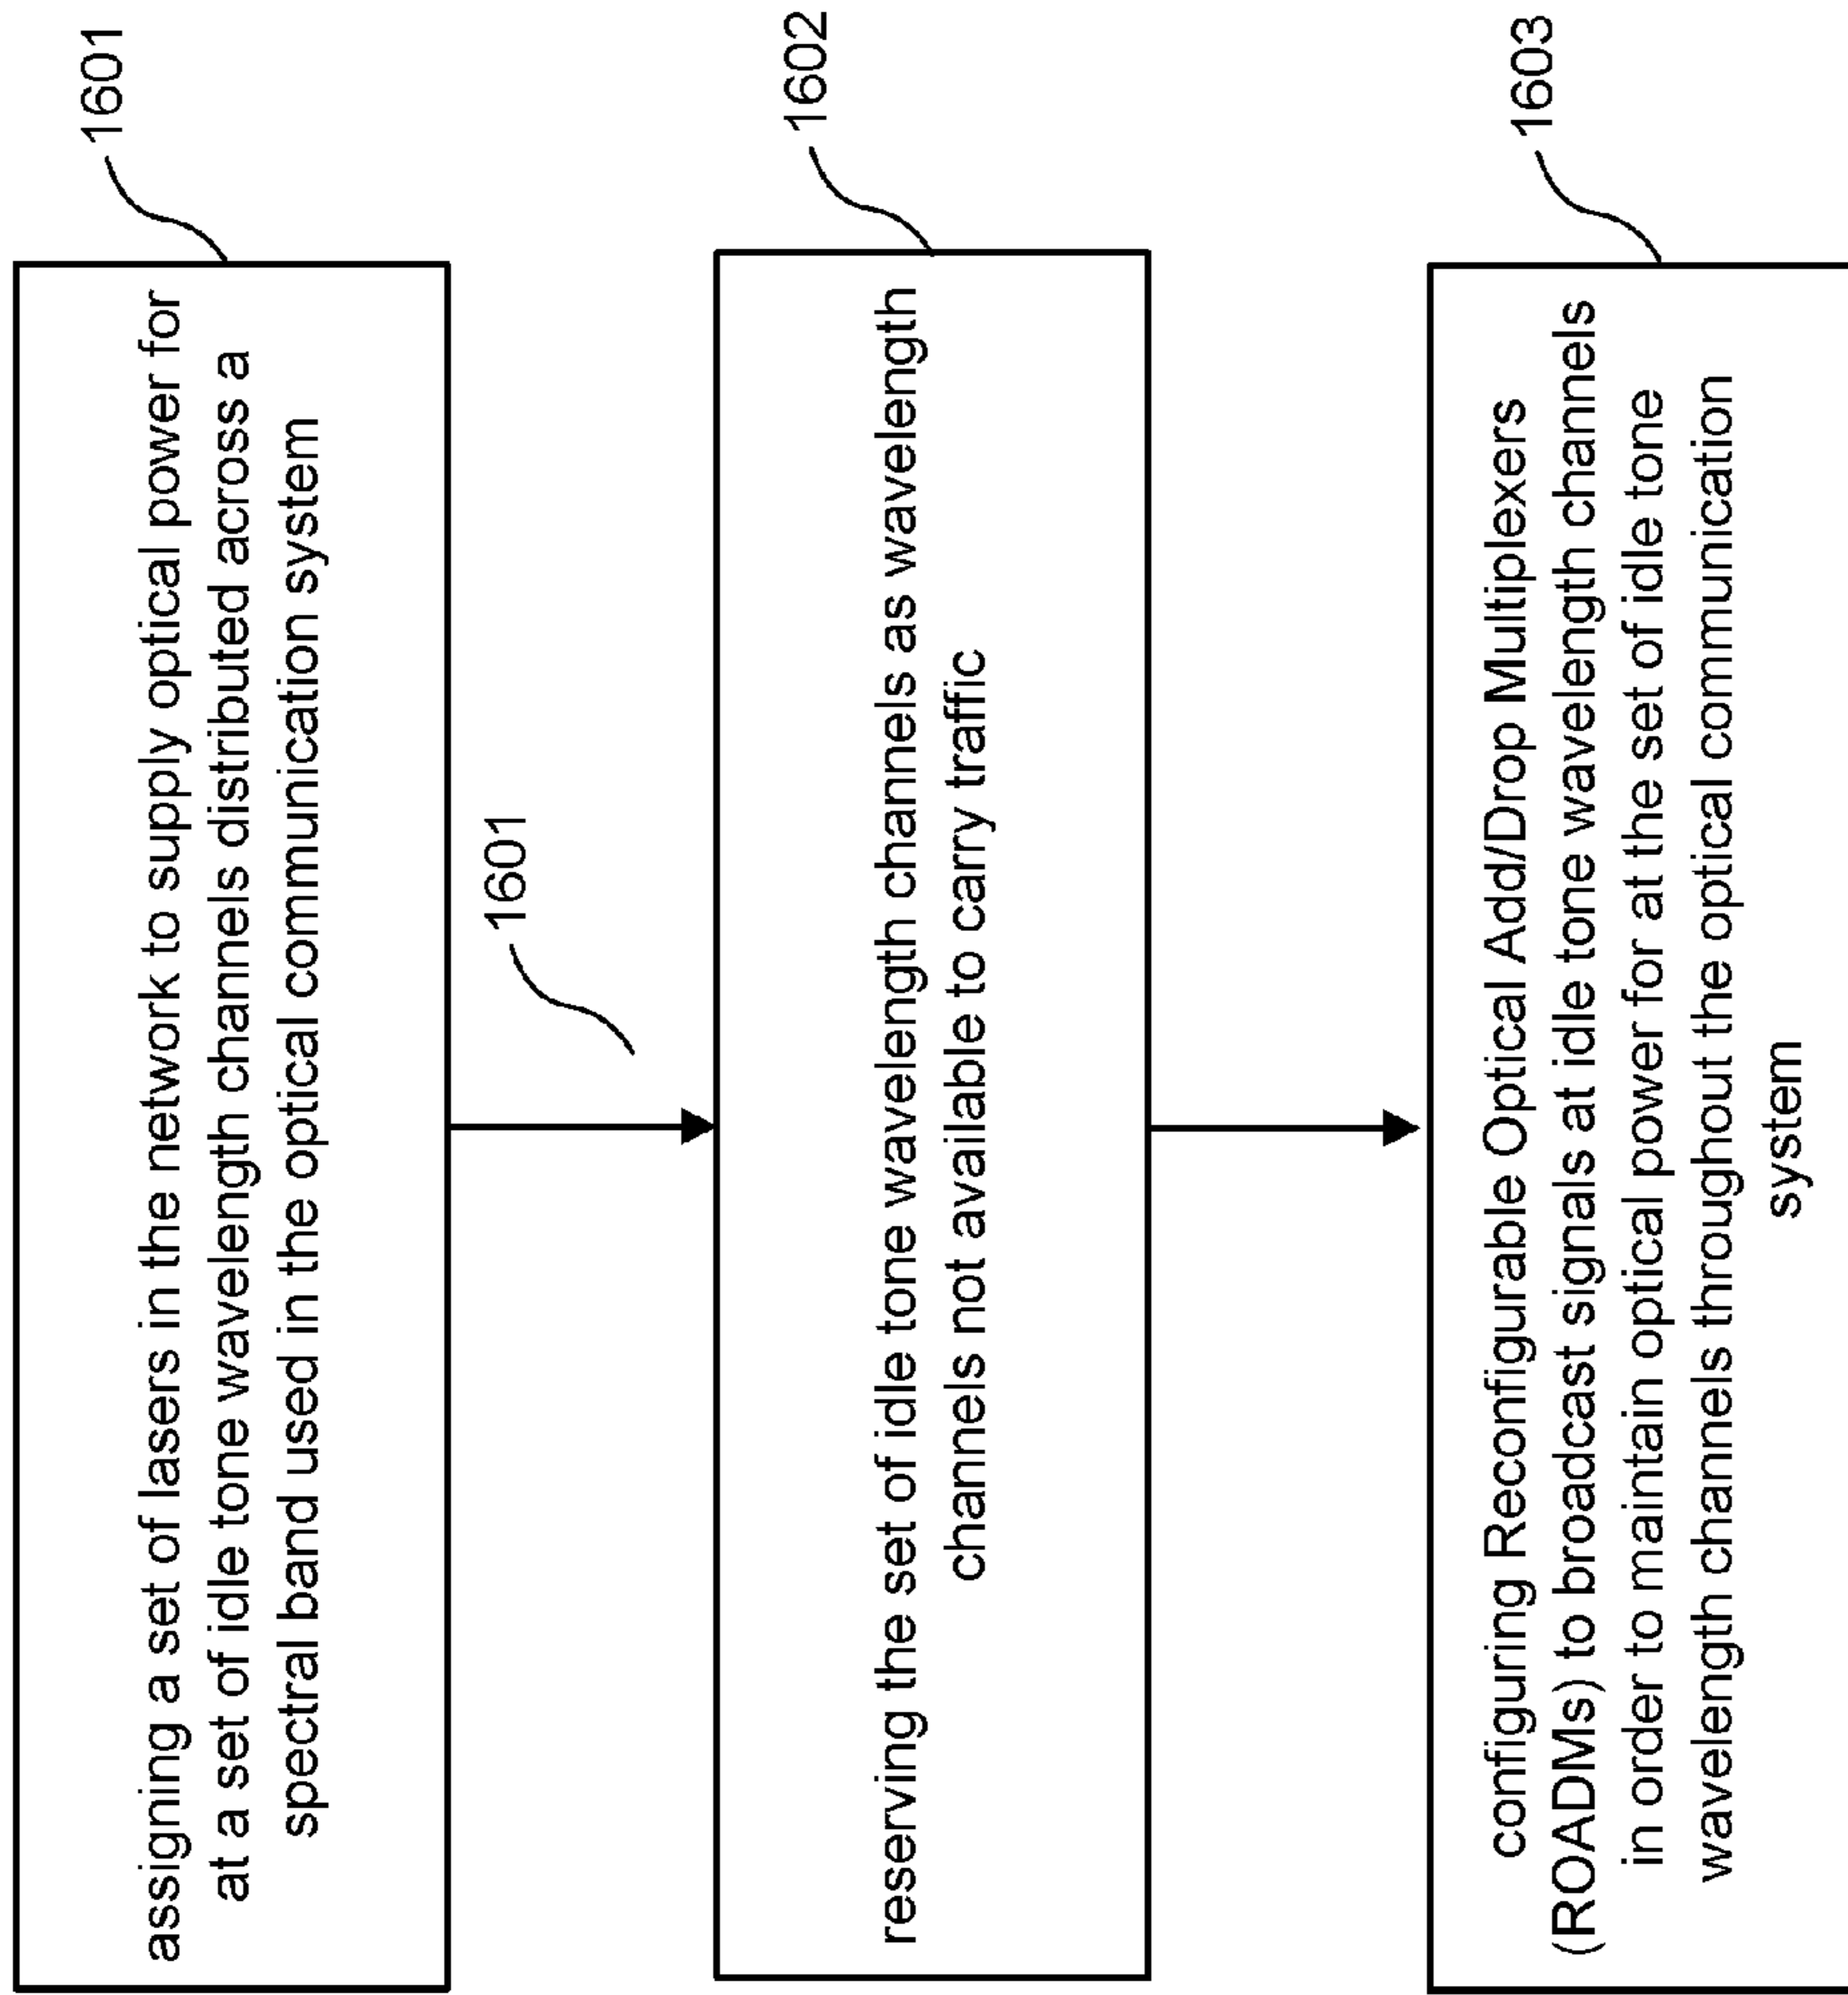 assigning a set of lasers in the network to supply optical power for
at a set of idle tone wavelength channels distributed across a
spectral band used in the optical communication system
1601
1601
reserving the set of idle tone wavelength channels as wavelength
channels not available to carry traffic
1602
configuring Reconfigurable Optical Add/Drop Multiplexers
(ROADMs) to broadcast signals at idle tone wavelength channels
in order to maintain optical power for at the set of idle tone
wavelength channels throughout the optical communication
system
1603